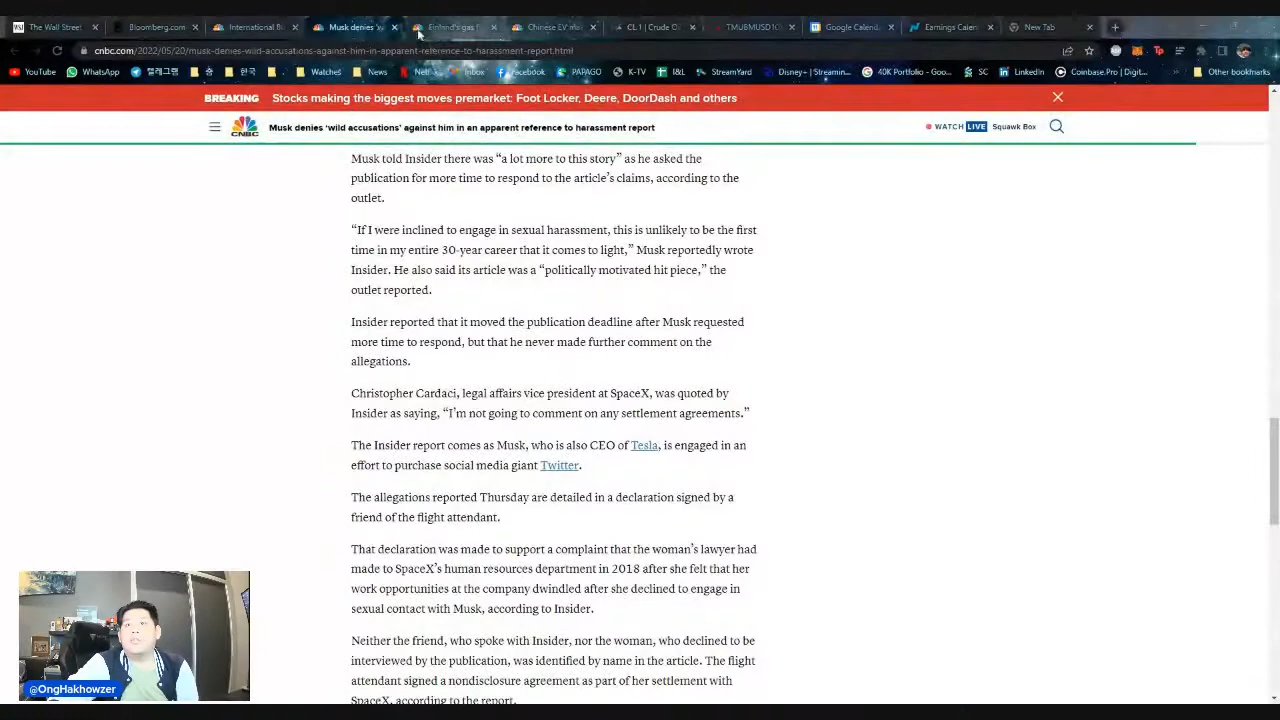 The Wall Street
Bloomberg.com
International B
Musk denies 'w
Finland's gas
Chinese EV
CL.1 | Crude O
TMUBMUSD10
Google Calend
Earnings Calen
New Tab
cnbc.com/2022/05/20/musk-denies-wild-accusations-against-him-in-apparent-reference-to-harassment-report.html
YouTube
WhatsApp
텔레그램
줌
한국
Watches
News
Netfl
Inbox
Facebook
PAPAGO
K-TV
I&L
StreamYard
Disney+ | Streamin...
40K Portfolio - Goo...
SC
LinkedIn
Coinbase.Pro | Digit...
Other bookmarks
BREAKING Stocks making the biggest moves premarket: Foot Locker, Deere, DoorDash and others
CNBC
Musk denies ‘wild accusations’ against him in an apparent reference to harassment report
WATCH LIVE Squawk Box
Musk told Insider there was “a lot more to this story” as he asked the
publication for more time to respond to the article’s claims, according to the
outlet.
“If I were inclined to engage in sexual harassment, this is unlikely to be the first
time in my entire 30-year career that it comes to light,” Musk reportedly wrote
Insider. He also said its article was a “politically motivated hit piece,” the
outlet reported.
Insider reported that it moved the publication deadline after Musk requested
more time to respond, but that he never made further comment on the
allegations.
Christopher Cardaci, legal affairs vice president at SpaceX, was quoted by
Insider as saying, “I’m not going to comment on any settlement agreements.”
The Insider report comes as Musk, who is also CEO of Tesla, is engaged in an
effort to purchase social media giant Twitter.
The allegations reported Thursday are detailed in a declaration signed by a
friend of the flight attendant.
That declaration was made to support a complaint that the woman’s lawyer had
made to SpaceX’s human resources department in 2018 after she felt that her
work opportunities at the company dwindled after she declined to engage in
sexual contact with Musk, according to Insider.
Neither the friend, who spoke with Insider, nor the woman, who declined to be
interviewed by the publication, was identified by name in the article. The flight
attendant signed a nondisclosure agreement as part of her settlement with
SpaceX, according to the report.
@OngHakhowzer